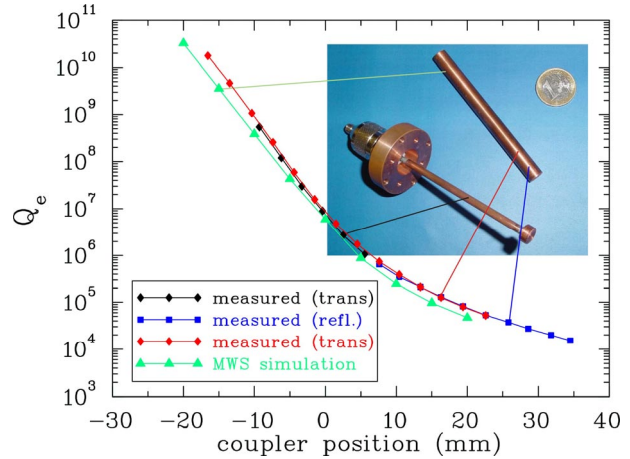 10^11
10^10
10^9
10^8
10^7
10^6
10^5
10^4
10^3
Q_e
measured (trans)
measured (refl.)
measured (trans)
MWS simulation
−30 −20 −10 0 10 20 30 40
coupler position (mm)